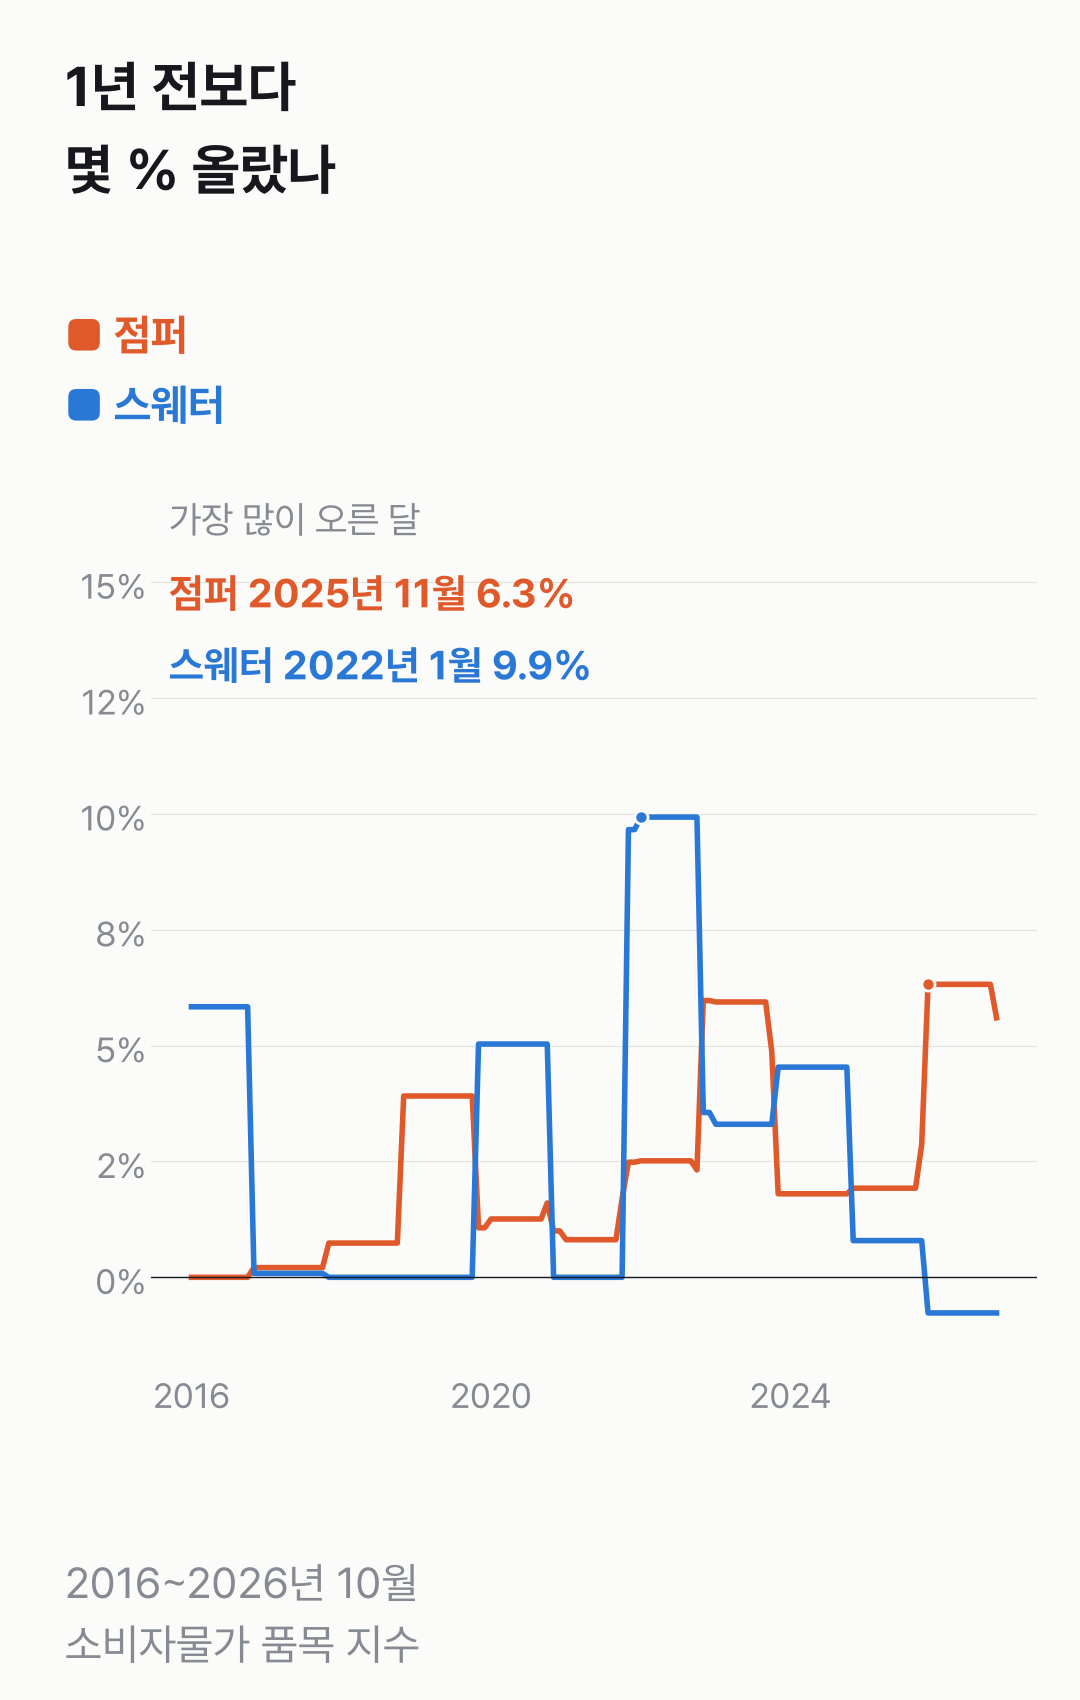 1년 전보다
몇 % 올랐나
점퍼
스웨터
가장 많이 오른 달
15%
점퍼 2025년 11월 6.3%
스웨터 2022년 1월 9.9%
12%
10%
8%
5%
2%
0%
2016 2020 2024
2016~2026년 10월
소비자물가 품목 지수